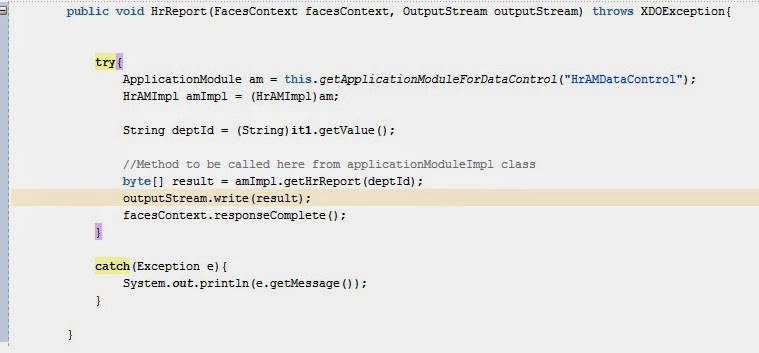 public void HrReport(FacesContext facesContext, OutputStream outputStream) throws XDOException{
try{
ApplicationModule am = this.getApplicationModuleForDataControl("HrAMDataControl");
HrAMImpl amImpl = (HrAMImpl)am;
String deptId = (String)it1.getValue();
//Method to be called here from applicationModuleImpl class
byte[] result = amImpl.getHrReport(deptId);
outputStream.write(result);
facesContext.responseComplete();
}
catch(Exception e){
System.out.println(e.getMessage());
}
}